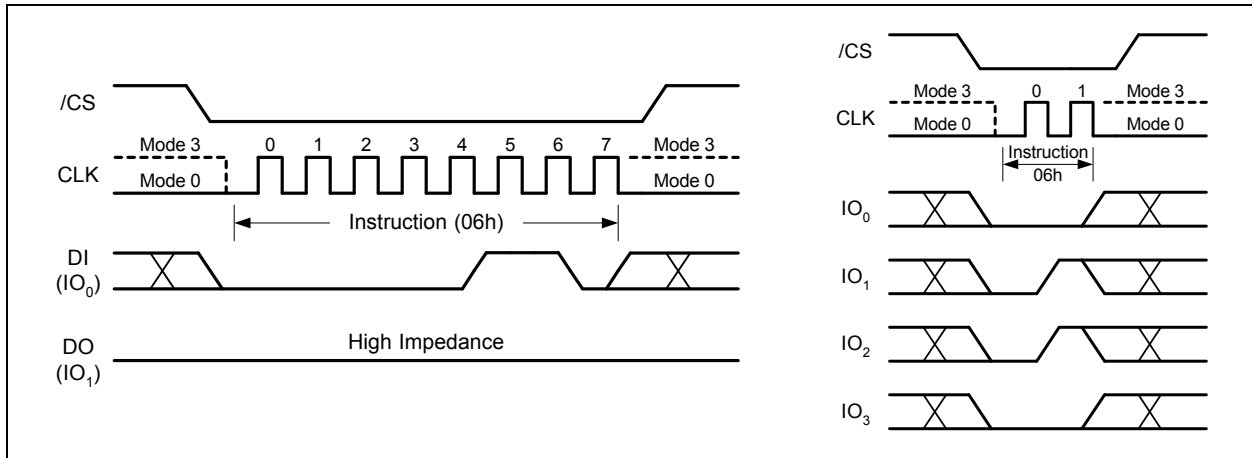 /CS
Mode 3 0 1 2 3 4 5 6 7 Mode 3
CLK Mode 0 Mode 0
Instruction (06h)
DI
(IO0)
High Impedance
DO
(IO1)
/CS
Mode 3 0 1 Mode 3
CLK Mode 0 Mode 0
Instruction
06h
IO0
IO1
IO2
IO3